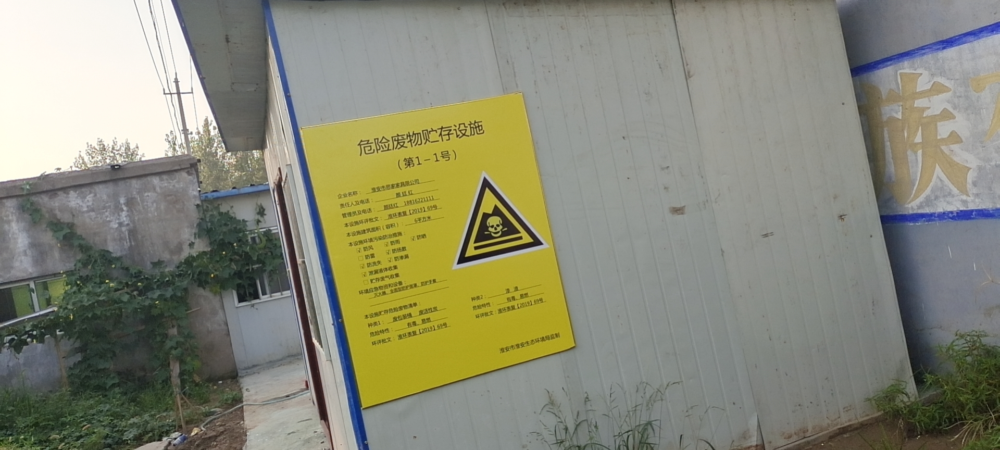 危险废物贮存设施
（第1－1号）
企业名称： 淮安市思家家具有限公司
责任人及电话： 颜廷红
管理员及电话： 颜廷红 18816221111
本设施环评批文： 淮环表复【2019】69号
本设施建筑面积（容积）： 6平方米
本设施环境污染防治措施：
☑ 防风 ☑ 防雨 ☑ 防晒
☐ 防雷 ☑ 防扬散
☑ 防流失 ☑ 防渗漏
☑ 泄漏液体收集
☐ 贮存废气收集
环境应急物资和设备：
灭火器、全面型防护面罩、防护手套
本设施贮存危险废物清单：
种类1： 废包装桶 废活性炭
危险特性： 有毒、易燃
环评批文：淮环表复【2019】69号
种类2： 漆渣
危险特性： 有毒、易燃
环评批文：淮环表复【2019】69号
淮安市淮安生态环境局监制
族